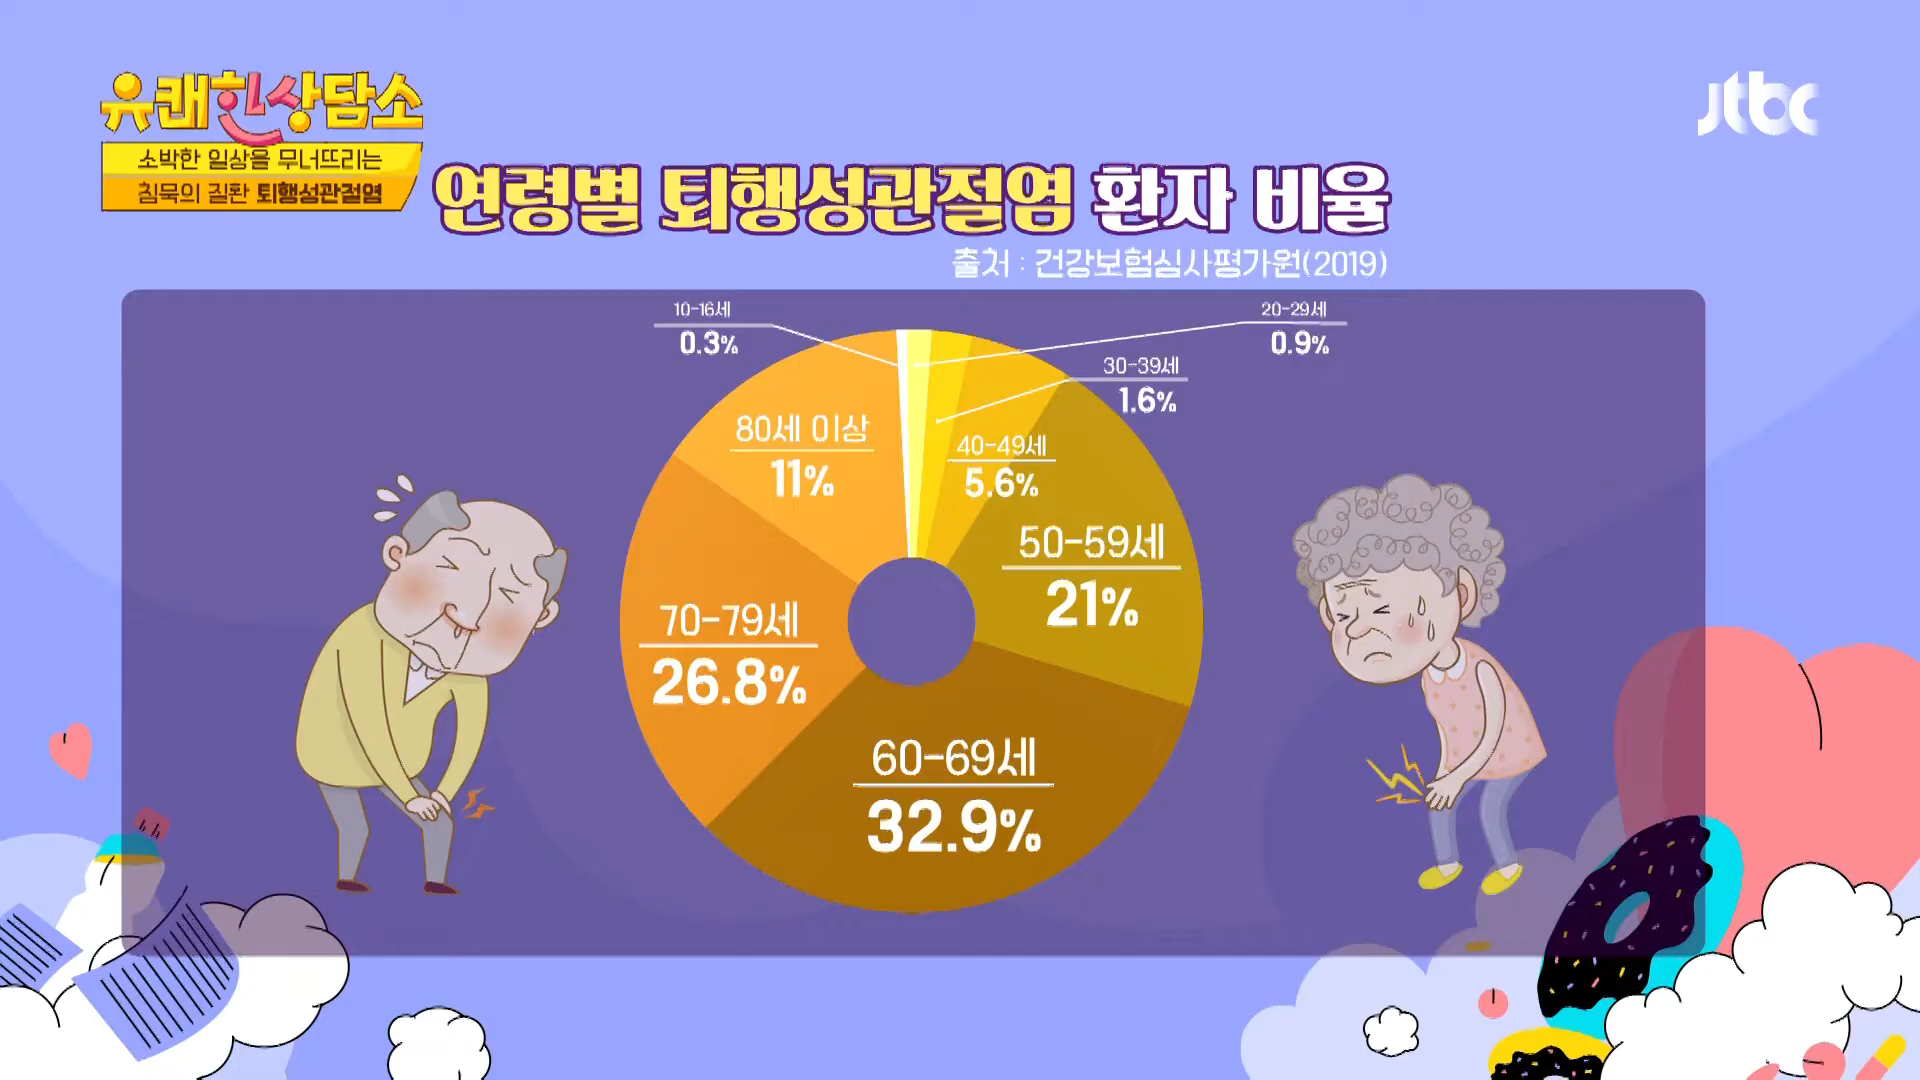 유쾌한상담소
소박한 일상을 무너뜨리는
침묵의 질환 퇴행성관절염
jtbc
연령별 퇴행성관절염 환자 비율
출처 : 건강보험심사평가원(2019)
10-16세
0.3%
20-29세
0.9%
30-39세
1.6%
40-49세
5.6%
50-59세
21%
60-69세
32.9%
70-79세
26.8%
80세 이상
11%